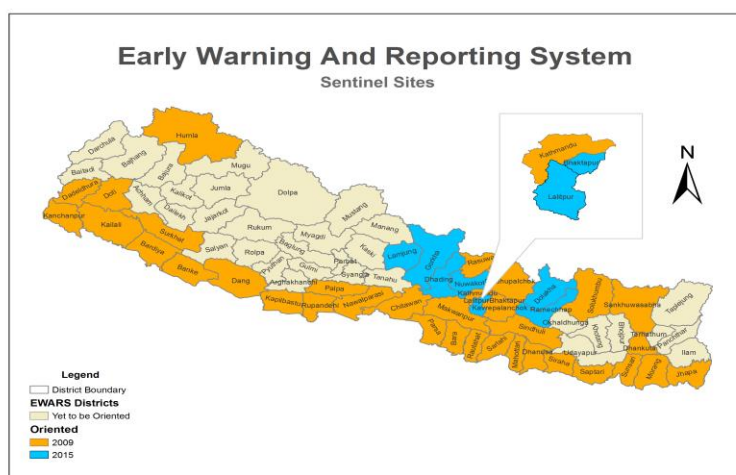 Early Warning And Reporting System
Sentinel Sites
Humla
Darchula
Bajhang
Baitadi
Bajura
Mugu
Dadeldhura
Doti
Achham
Kalikot
Jumla
Dolpa
Kanchanpur
Kailali
Dailekh
Jajarkot
Mustang
Surkhet
Rukum
Myagdi
Manang
Bardiya
Salyan
Rolpa
Baglung
Kaski
Lamjung
Gorkha
Banke
Pyuthan
Gulmi
Parbat
Syangja
Tanahu
Dhading
Rasuwa
Dang
Arghakhanchi
Palpa
Nuwakot
Kapilbastu
Rupandehi
Nawalparasi
Chitawan
Kathmandu
Lalitpur
Bhaktapur
Dolakha
Ramechhap
Solukhumbu
Sankhuwasabha
Taplejung
Makwanpur
Sindhuli
Okhaldhunga
Khotang
Bhojpur
Panchthar
Parsa
Bara
Rautahat
Sarlahi
Mahottari
Dhanusa
Siraha
Udayapur
Saptari
Dhankuta
Ilam
Sunsari
Morang
Jhapa
Kathmandu
Bhaktapur
Lalitpur
N
Legend
District Boundary
EWARS Districts
Yet to be Oriented
Oriented
2009
2015